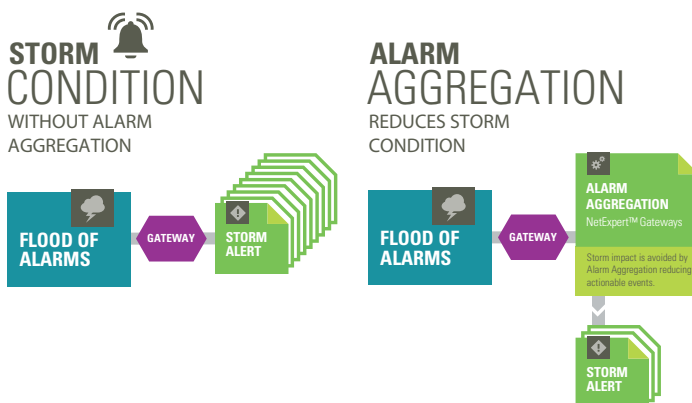 STORM
CONDITION
WITHOUT ALARM
AGGREGATION
FLOOD OF
ALARMS
GATEWAY
STORM
ALERT
ALARM
AGGREGATION
REDUCES STORM
CONDITION
FLOOD OF
ALARMS
GATEWAY
ALARM
AGGREGATION
NetExpert™ Gateways
Storm impact is avoided by
Alarm Aggregation reducing
actionable events.
STORM
ALERT